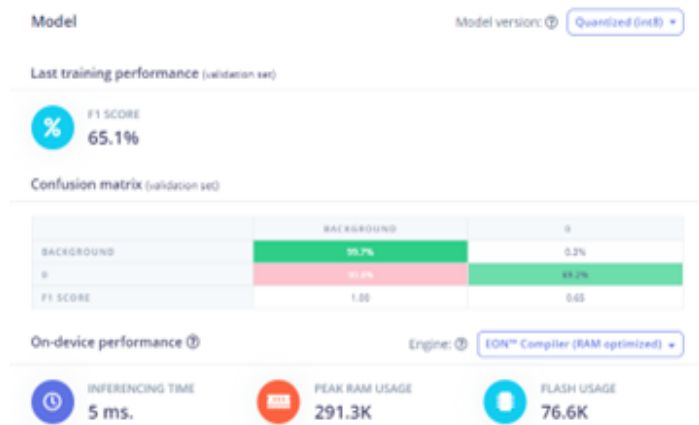 Model
Model version: Quantized (int8)
Last training performance (validation set)
%
F1 SCORE
65.1%
Confusion matrix (validation set)
BACKGROUND 0
BACKGROUND 99.7% 0.3%
0 69.2%
F1 SCORE 1.00 0.65
On-device performance Engine: EON™ Compiler (RAM optimized)
INFERENCING TIME PEAK RAM USAGE FLASH USAGE
5 ms. 291.3K 76.6K